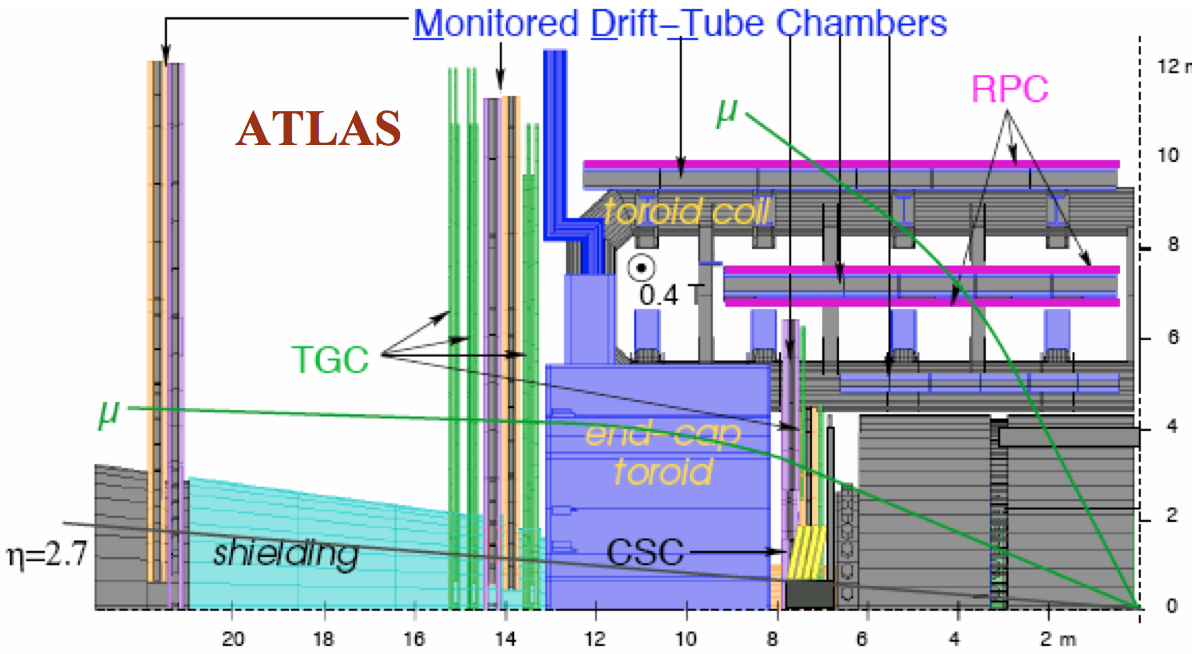 Monitored Drift-Tube Chambers
12 m
ATLAS
RPC
μ
10
toroid coil
8
0.4 T
6
TGC
μ
4
end-cap
toroid
2
η=2.7
shielding
CSC
0
20 18 16 14 12 10 8 6 4 2 m